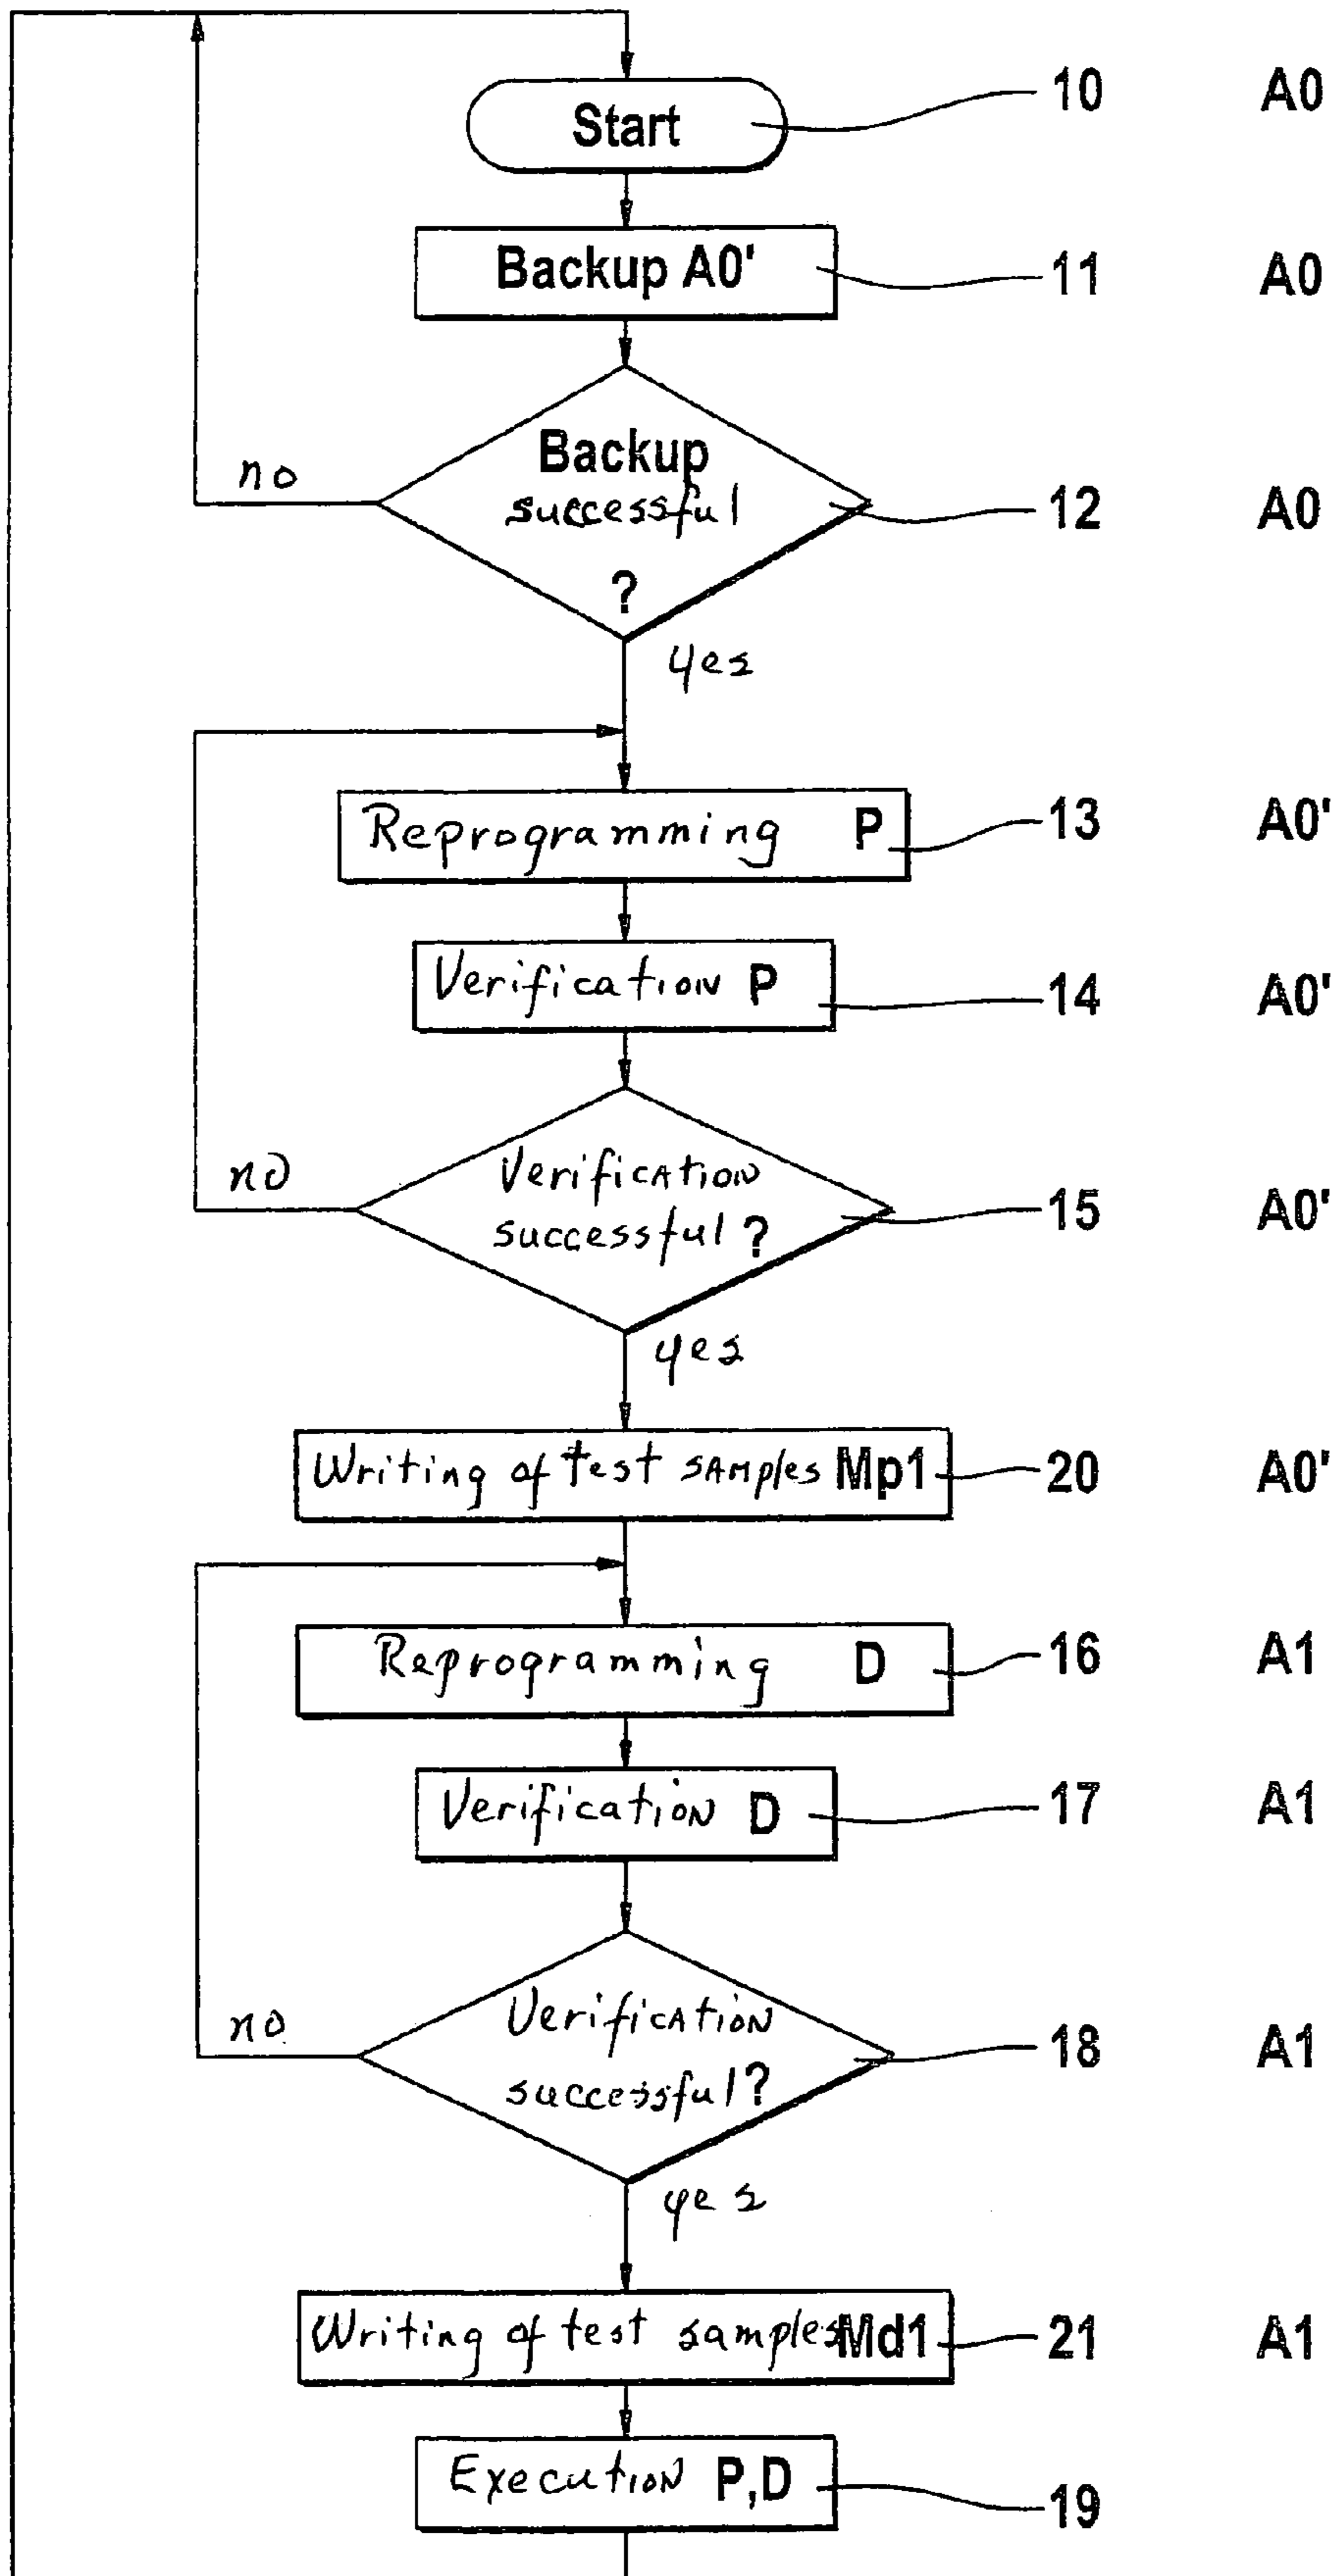 Start 10 A0
Backup A0' 11 A0
Backup
successful 12 A0
?
no
yes
Reprogramming P 13 A0'
Verification P 14 A0'
Verification
successful? 15 A0'
no
yes
Writing of test samples Mp1 20 A0'
Reprogramming D 16 A1
Verification D 17 A1
Verification
successful? 18 A1
no
yes
Writing of test samples Md1 21 A1
Execution P,D 19